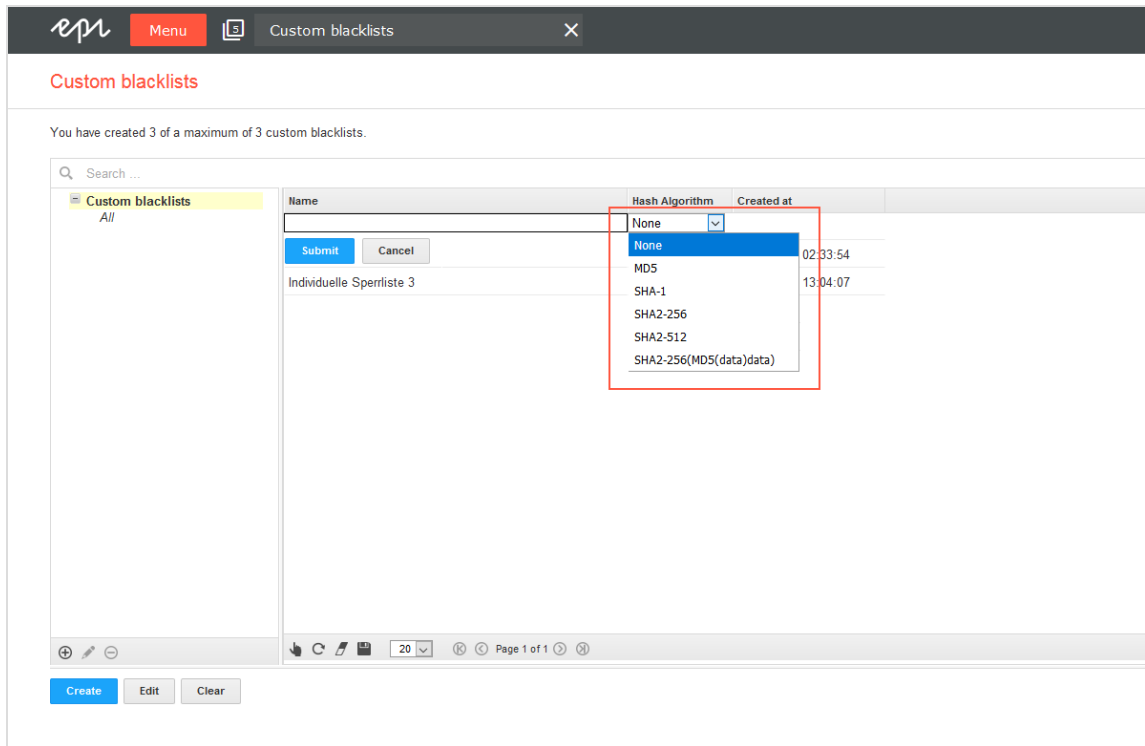 epi Menu 5 Custom blacklists
Custom blacklists
You have created 3 of a maximum of 3 custom blacklists.
Search ...
Custom blacklists
All
Name Hash Algorithm Created at
None
Submit Cancel None 02:33:54
MD5
Individuelle Sperrliste 3 13:04:07
SHA-1
SHA2-256
SHA2-512
SHA2-256(MD5(data)data)
20 Page 1 of 1
Create Edit Clear